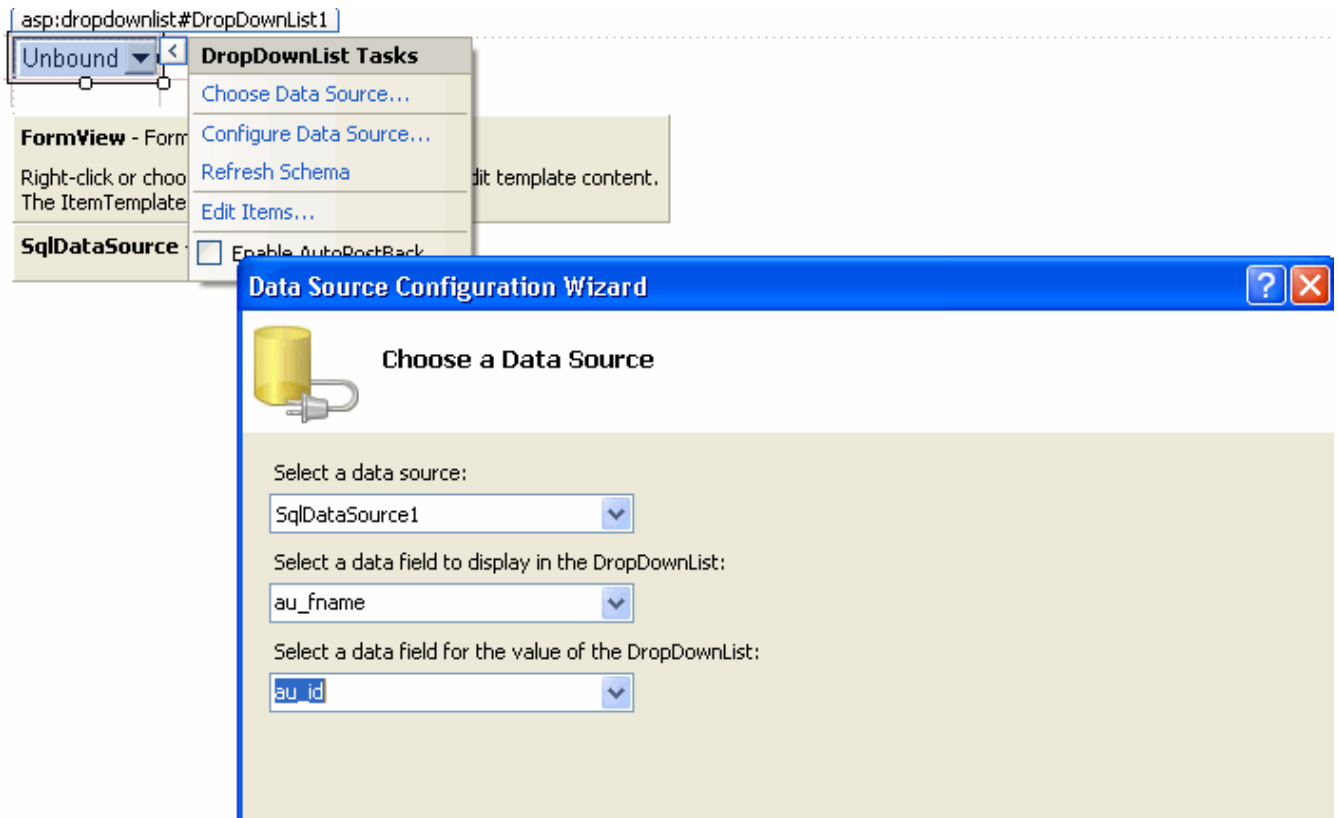 asp:dropdownlist#DropDownList1
Unbound
<
DropDownList Tasks
Choose Data Source...
Configure Data Source...
Refresh Schema
Edit Items...
Enable AutoPostBack
FormView - Form
Right-click or choo
dit template content.
The ItemTemplate
SqlDataSource -
Data Source Configuration Wizard
?
Choose a Data Source
Select a data source:
SqlDataSource1
Select a data field to display in the DropDownList:
au_fname
Select a data field for the value of the DropDownList:
au_id